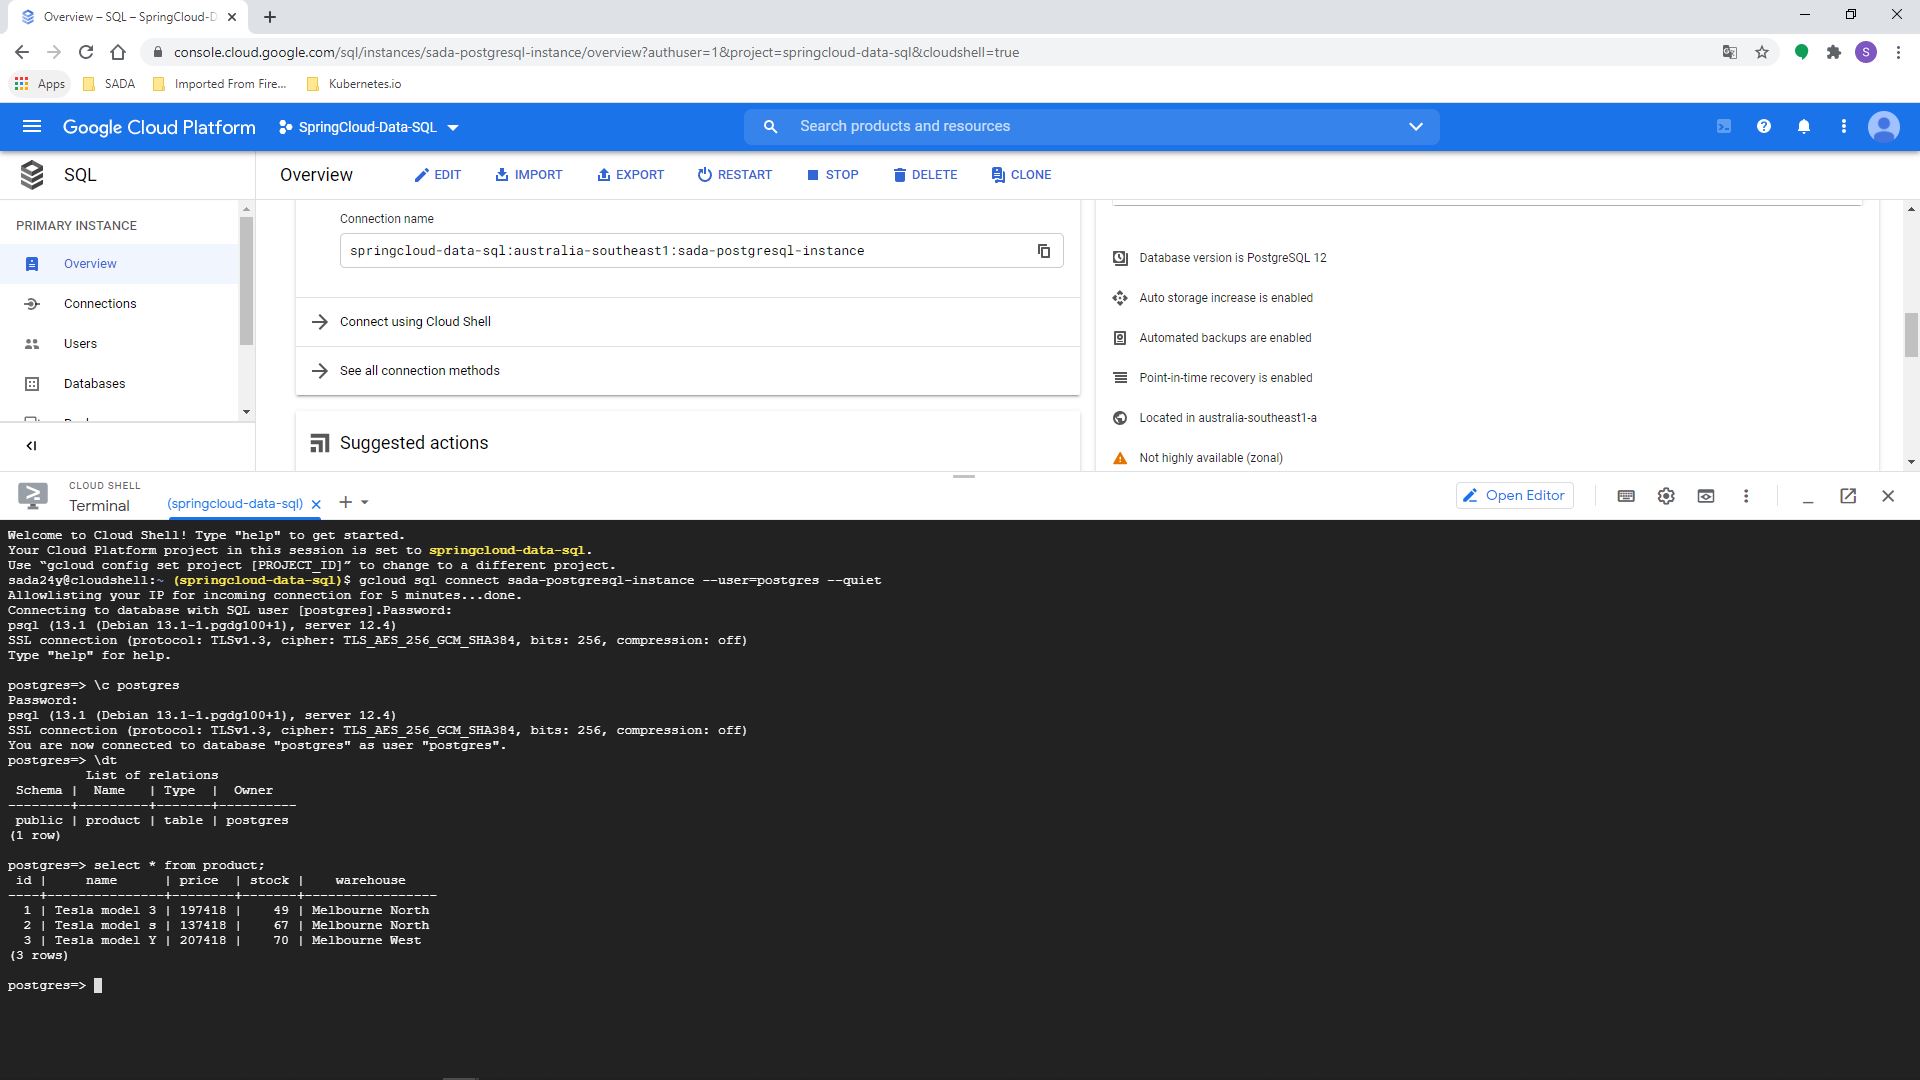 Overview – SQL – SpringCloud-D
console.cloud.google.com/sql/instances/sada-postgresql-instance/overview?authuser=1&project=springcloud-data-sql&cloudshell=true
S
Apps SADA Imported From Fire... Kubernetes.io
Google Cloud Platform SpringCloud-Data-SQL Search products and resources
SQL Overview EDIT IMPORT EXPORT RESTART STOP DELETE CLONE
PRIMARY INSTANCE
Overview
Connections
Users
Databases
Connection name
springcloud-data-sql:australia-southeast1:sada-postgresql-instance
Connect using Cloud Shell
See all connection methods
Suggested actions
Database version is PostgreSQL 12
Auto storage increase is enabled
Automated backups are enabled
Point-in-time recovery is enabled
Located in australia-southeast1-a
Not highly available (zonal)
CLOUD SHELL
Terminal (springcloud-data-sql) Open Editor
Welcome to Cloud Shell! Type "help" to get started.
Your Cloud Platform project in this session is set to springcloud-data-sql.
Use “gcloud config set project [PROJECT_ID]” to change to a different project.
sada24y@cloudshell:~ (springcloud-data-sql)$ gcloud sql connect sada-postgresql-instance --user=postgres --quiet
Allowlisting your IP for incoming connection for 5 minutes...done.
Connecting to database with SQL user [postgres].Password:
psql (13.1 (Debian 13.1-1.pgdg100+1), server 12.4)
SSL connection (protocol: TLSv1.3, cipher: TLS_AES_256_GCM_SHA384, bits: 256, compression: off)
Type "help" for help.
postgres=> \c postgres
Password:
psql (13.1 (Debian 13.1-1.pgdg100+1), server 12.4)
SSL connection (protocol: TLSv1.3, cipher: TLS_AES_256_GCM_SHA384, bits: 256, compression: off)
You are now connected to database "postgres" as user "postgres".
postgres=> \dt
List of relations
Schema | Name | Type | Owner
--------+---------+-------+----------
public | product | table | postgres
(1 row)
postgres=> select * from product;
id | name | price | stock | warehouse
----+---------------+--------+-------+-----------------
1 | Tesla model 3 | 197418 | 49 | Melbourne North
2 | Tesla model s | 137418 | 67 | Melbourne North
3 | Tesla model Y | 207418 | 70 | Melbourne West
(3 rows)
postgres=>